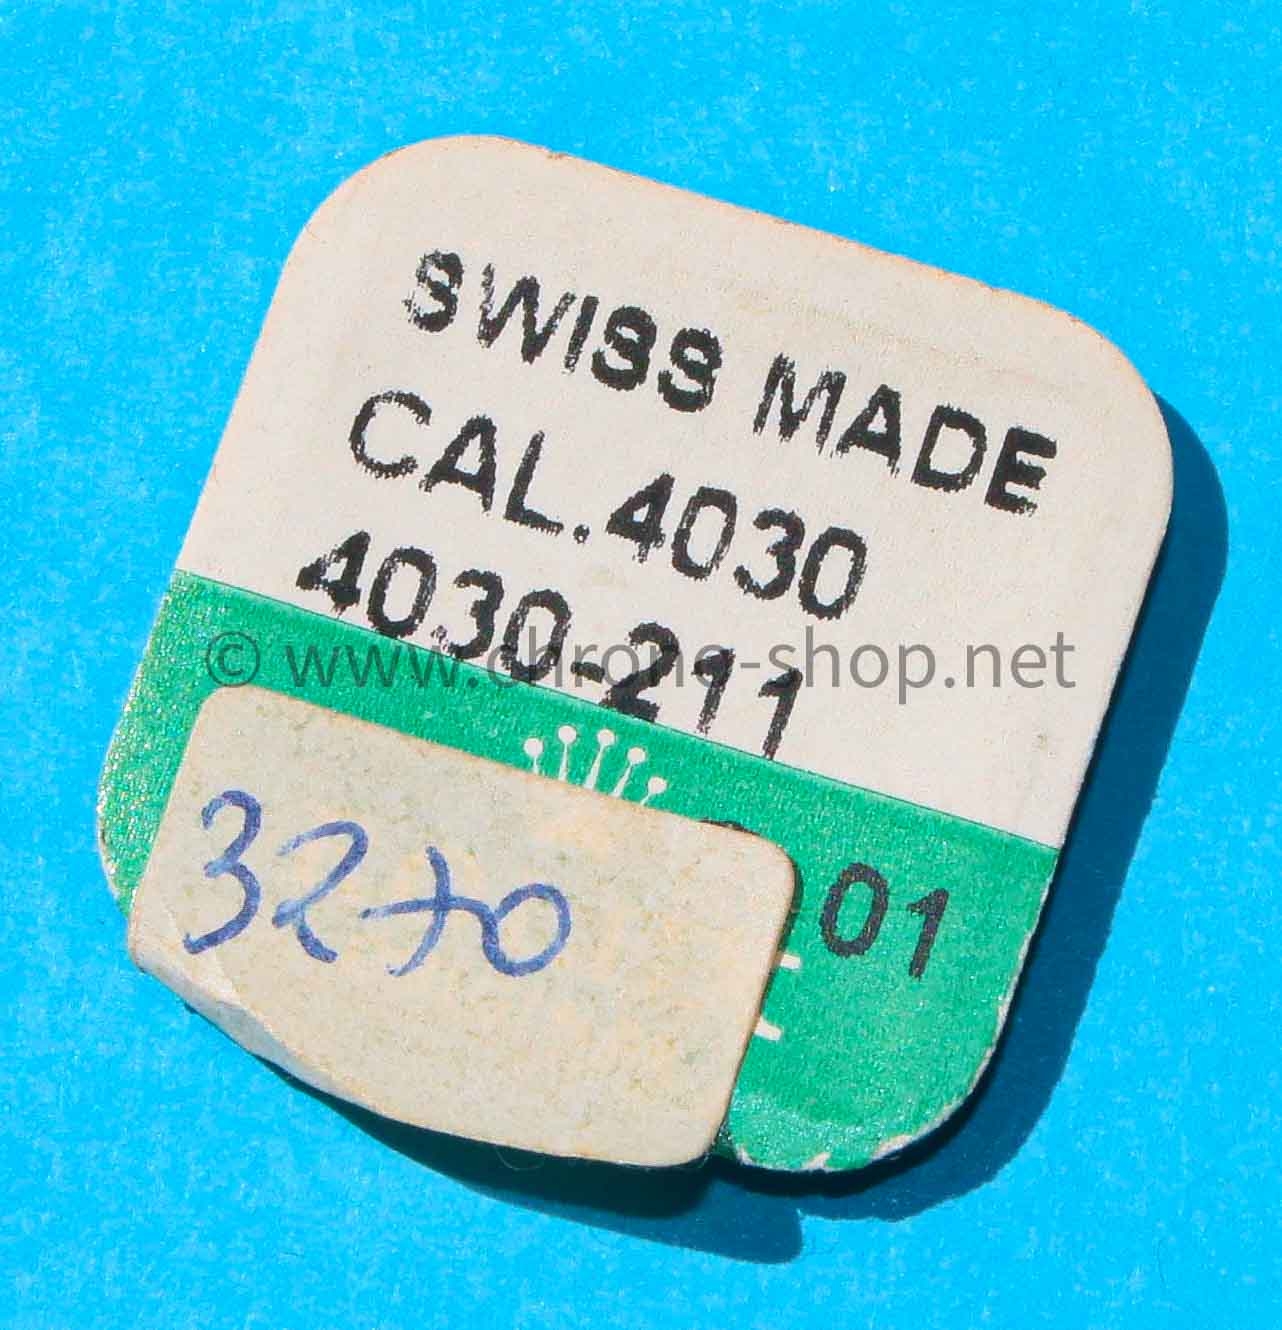 SWISS MADE
CAL.4030
4030-211
© www.chrono-shop.net
01
3270